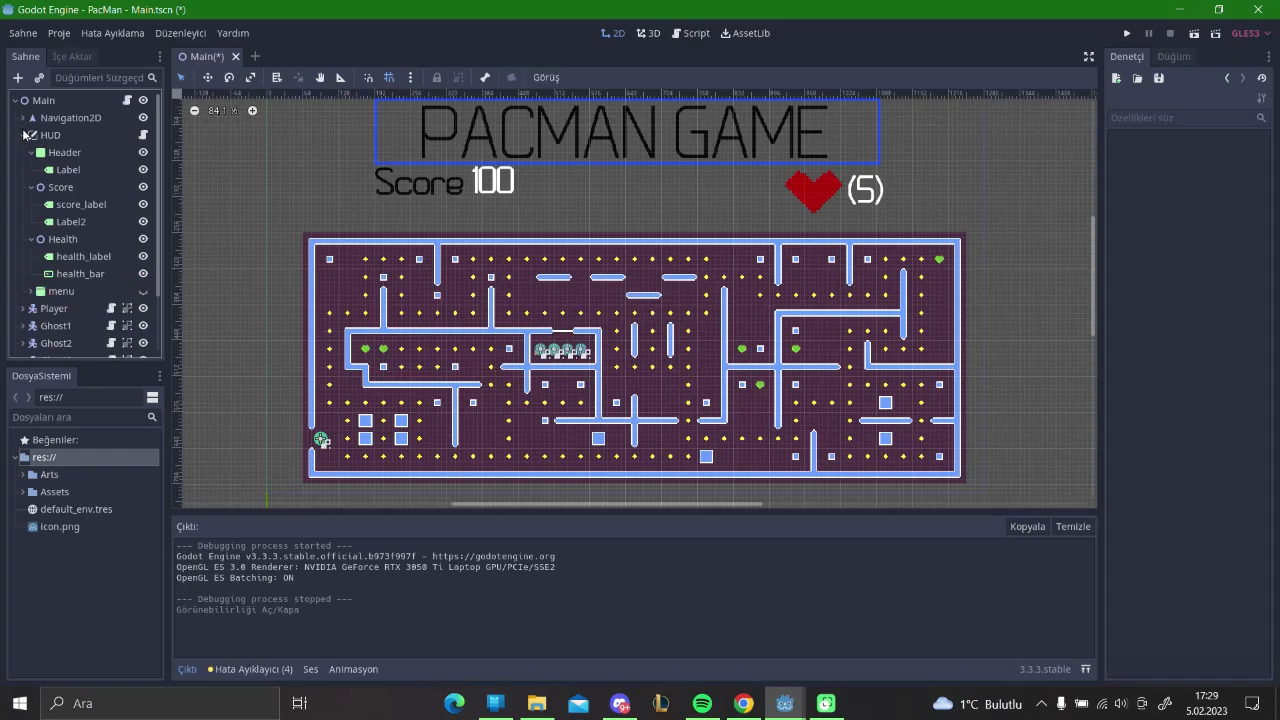 Godot Engine - PacMan - Main.tscn (*)
Sahne Proje Hata Ayıklama Düzenleyici Yardım
2D 3D Script AssetLib
GLES3
Sahne İçe Aktar
Main(*)
Denetçi Düğüm
Düğümleri Süzgeçd
Görüş
84.1 %
Özellikleri süz
Main
Navigation2D
HUD
Header
Label
Score
score_label
Label2
Health
health_label
health_bar
menu
Player
Ghost1
Ghost2
PACMAN GAME
Score 100
(5)
DosyaSistemi
res://
Dosyaları ara
Beğeniler:
res://
Arts
Assets
default_env.tres
icon.png
Çıktı:
Kopyala Temizle
--- Debugging process started ---
Godot Engine v3.3.3.stable.official.b973f997f - https://godotengine.org
OpenGL ES 3.0 Renderer: NVIDIA GeForce RTX 3050 Ti Laptop GPU/PCIe/SSE2
OpenGL ES Batching: ON
--- Debugging process stopped ---
Görünebilirliği Aç/Kapa
Çıktı Hata Ayıklayıcı (4) Ses Animasyon
3.3.3.stable
Ara
1°C Bulutlu
17:29
5.02.2023